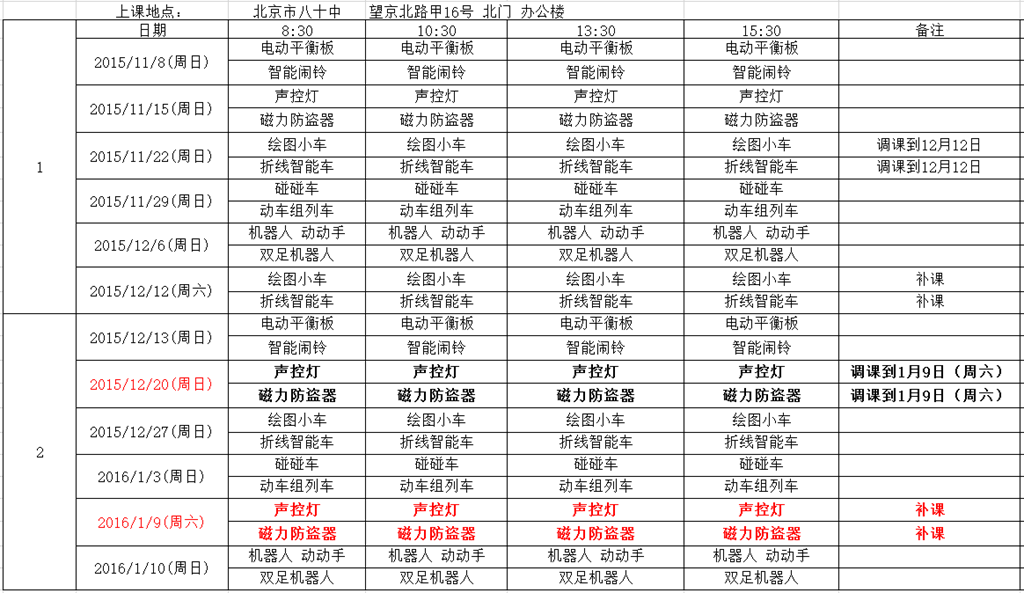 上课地点： 北京市八十中 望京北路甲16号 北门 办公楼
日期 8:30 10:30 13:30 15:30 备注
1
2015/11/8(周日)
电动平衡板 电动平衡板 电动平衡板 电动平衡板
智能闹铃 智能闹铃 智能闹铃 智能闹铃
2015/11/15(周日)
声控灯 声控灯 声控灯 声控灯
磁力防盗器 磁力防盗器 磁力防盗器 磁力防盗器
2015/11/22(周日)
绘图小车 绘图小车 绘图小车 绘图小车 调课到12月12日
折线智能车 折线智能车 折线智能车 折线智能车 调课到12月12日
2015/11/29(周日)
碰碰车 碰碰车 碰碰车 碰碰车
动车组列车 动车组列车 动车组列车 动车组列车
2015/12/6(周日)
机器人 动动手 机器人 动动手 机器人 动动手 机器人 动动手
双足机器人 双足机器人 双足机器人 双足机器人
2015/12/12(周六)
绘图小车 绘图小车 绘图小车 绘图小车 补课
折线智能车 折线智能车 折线智能车 折线智能车 补课
2
2015/12/13(周日)
电动平衡板 电动平衡板 电动平衡板 电动平衡板
智能闹铃 智能闹铃 智能闹铃 智能闹铃
2015/12/20(周日)
声控灯 声控灯 声控灯 声控灯 调课到1月9日（周六）
磁力防盗器 磁力防盗器 磁力防盗器 磁力防盗器 调课到1月9日（周六）
2015/12/27(周日)
绘图小车 绘图小车 绘图小车 绘图小车
折线智能车 折线智能车 折线智能车 折线智能车
2016/1/3(周日)
碰碰车 碰碰车 碰碰车 碰碰车
动车组列车 动车组列车 动车组列车 动车组列车
2016/1/9(周六)
声控灯 声控灯 声控灯 声控灯 补课
磁力防盗器 磁力防盗器 磁力防盗器 磁力防盗器 补课
2016/1/10(周日)
机器人 动动手 机器人 动动手 机器人 动动手 机器人 动动手
双足机器人 双足机器人 双足机器人 双足机器人